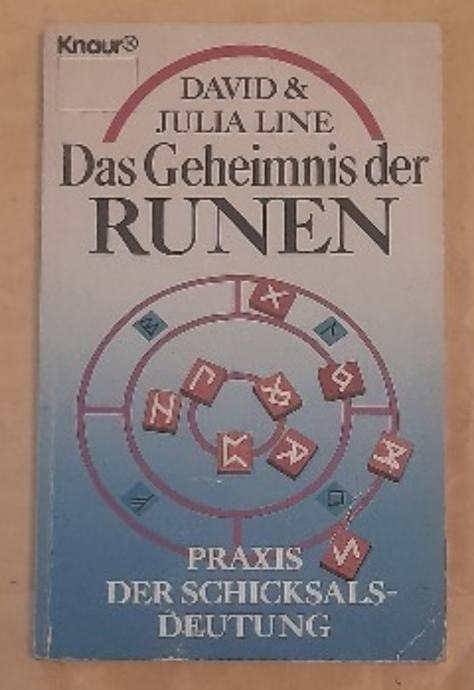 Knaur®
DAVID &
JULIA LINE
Das Geheimnis der
RUNEN
PRAXIS
DER SCHICKSALS-
DEUTUNG